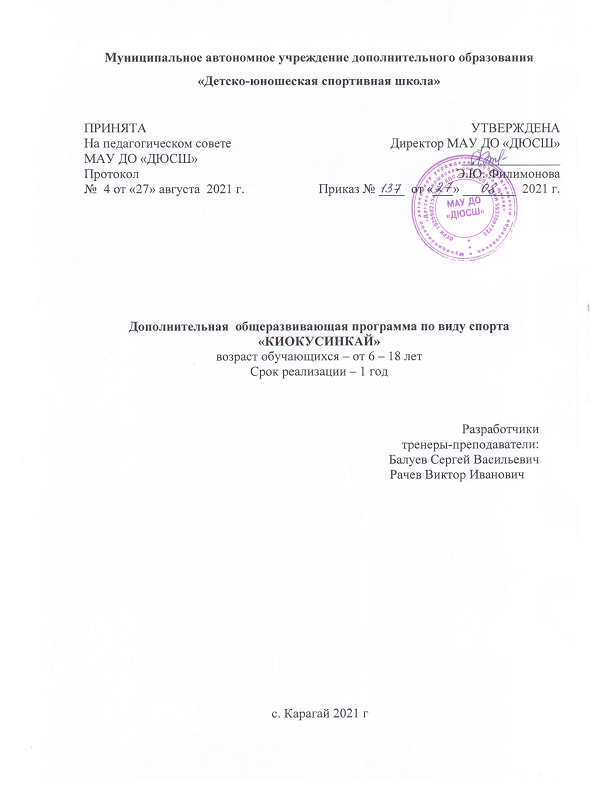 Муниципальное автономное учреждение дополнительного образования
«Детско-юношеская спортивная школа»
ПРИНЯТА
На педагогическом совете
МАУ ДО «ДЮСШ»
Протокол
№ 4 от «27» августа 2021 г.
УТВЕРЖДЕНА
Директор МАУ ДО «ДЮСШ»
Э.Ю. Филимонова
Приказ № 137 от «27» 08 2021 г.
МАУ ДО
«ДЮСШ»
Дополнительная общеразвивающая программа по виду спорта
«КИОКУСИНКАЙ»
возраст обучающихся – от 6 – 18 лет
Срок реализации – 1 год
Разработчики
тренеры-преподаватели:
Балуев Сергей Васильевич
Рачев Виктор Иванович
с. Карагай 2021 г